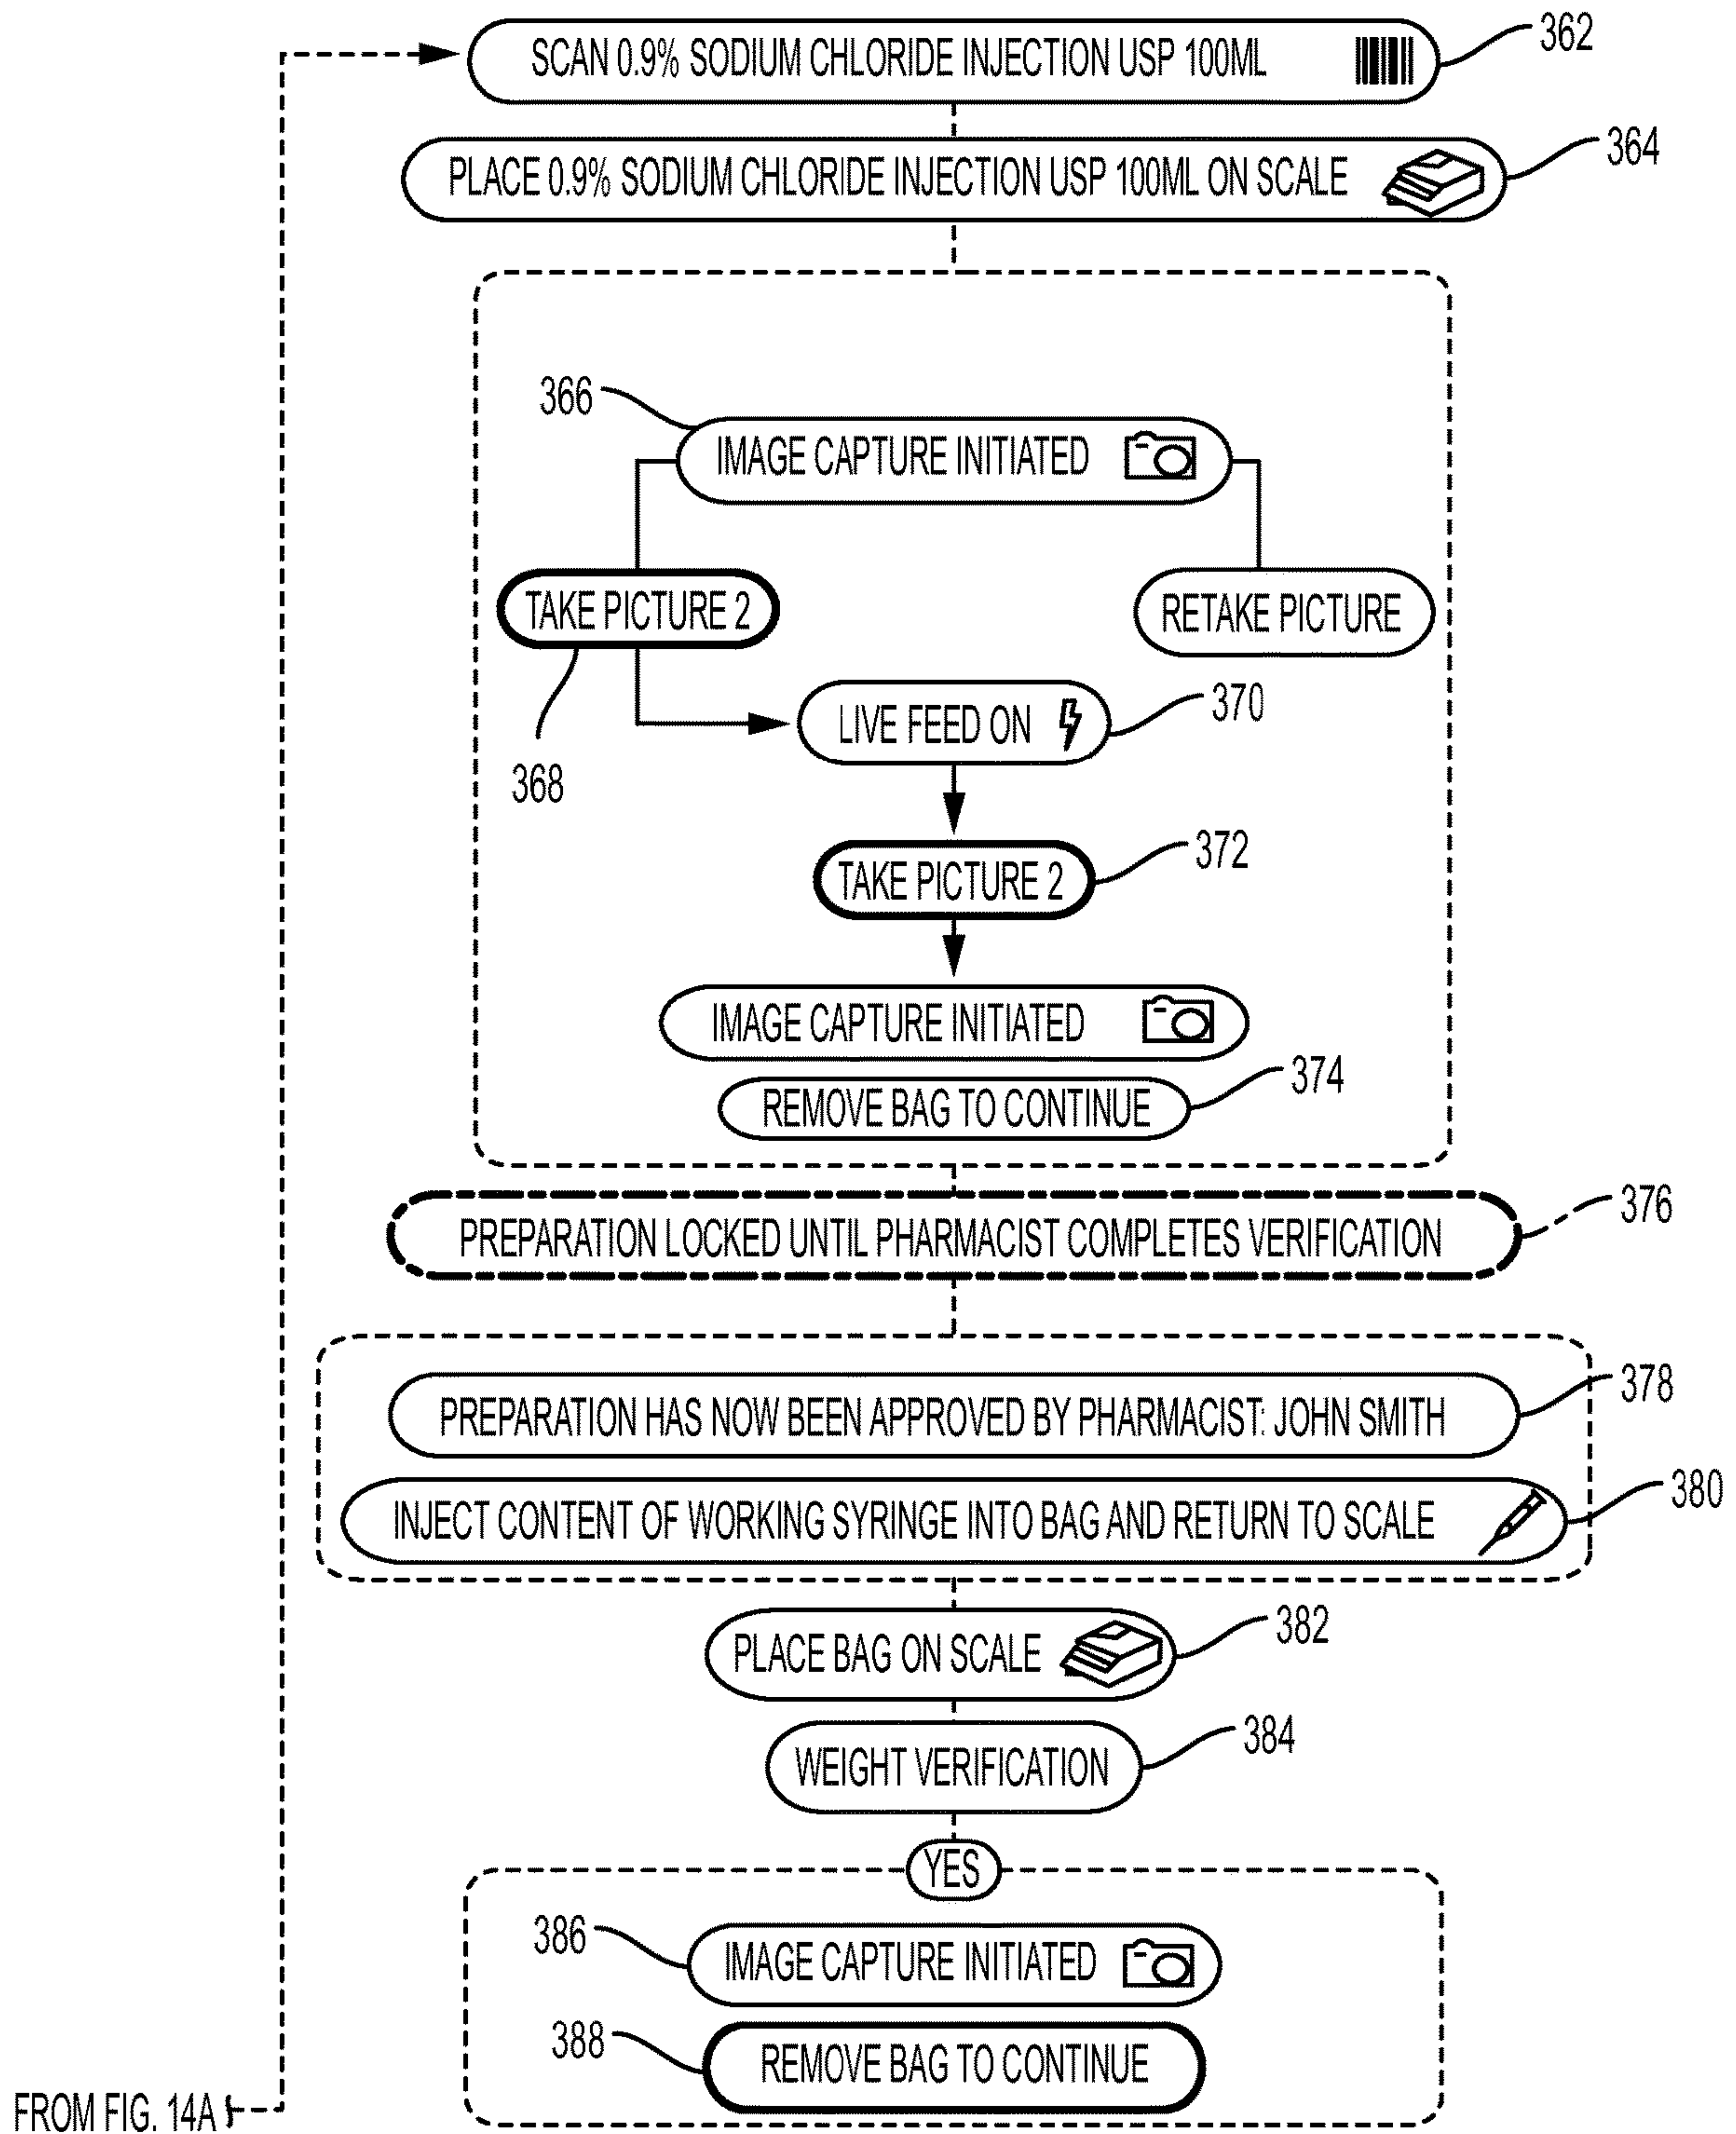 SCAN 0.9% SODIUM CHLORIDE INJECTION USP 100ML
362
PLACE 0.9% SODIUM CHLORIDE INJECTION USP 100ML ON SCALE
364
366
IMAGE CAPTURE INITIATED
TAKE PICTURE 2
RETAKE PICTURE
368
LIVE FEED ON
370
TAKE PICTURE 2
372
IMAGE CAPTURE INITIATED
374
REMOVE BAG TO CONTINUE
376
PREPARATION LOCKED UNTIL PHARMACIST COMPLETES VERIFICATION
378
PREPARATION HAS NOW BEEN APPROVED BY PHARMACIST: JOHN SMITH
380
INJECT CONTENT OF WORKING SYRINGE INTO BAG AND RETURN TO SCALE
382
PLACE BAG ON SCALE
384
WEIGHT VERIFICATION
YES
386
IMAGE CAPTURE INITIATED
388
REMOVE BAG TO CONTINUE
FROM FIG. 14A